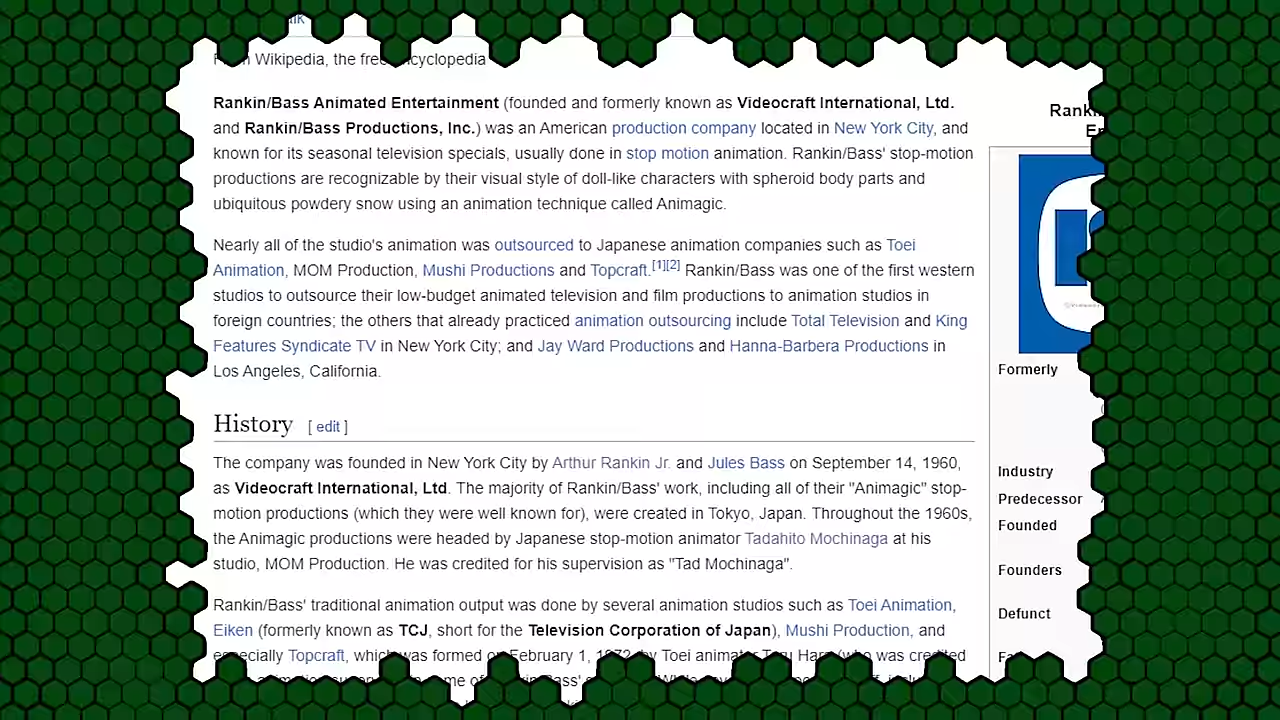 Wikipedia, the free
Rankin/Bass Animated Entertainment (founded and formerly known as Videocraft International, Ltd.
and Rankin/Bass Productions, Inc.) was an American production company located in New York City, and
known for its seasonal television specials, usually done in stop motion animation. Rankin/Bass' stop-motion
productions are recognizable by their visual style of doll-like characters with spheroid body parts and
ubiquitous powdery snow using an animation technique called Animagic.
Nearly all of the studio's animation was outsourced to Japanese animation companies such as Toei
Animation, MOM Production, Mushi Productions and Topcraft.[1][2] Rankin/Bass was one of the first western
studios to outsource their low-budget animated television and film productions to animation studios in
foreign countries; the others that already practiced animation outsourcing include Total Television and King
Features Syndicate TV in New York City; and Jay Ward Productions and Hanna-Barbera Productions in
Los Angeles, California.
History [ edit ]
The company was founded in New York City by Arthur Rankin Jr. and Jules Bass on September 14, 1960,
as Videocraft International, Ltd. The majority of Rankin/Bass' work, including all of their "Animagic" stop-
motion productions (which they were well known for), were created in Tokyo, Japan. Throughout the 1960s,
the Animagic productions were headed by Japanese stop-motion animator Tadahito Mochinaga at his
studio, MOM Production. He was credited for his supervision as "Tad Mochinaga".
Rankin/Bass' traditional animation output was done by several animation studios such as Toei Animation,
Eiken (formerly known as TCJ, short for the Television Corporation of Japan), Mushi Production, and
especially Topcraft, which was formed on February 1, 1972, by Toei animator Toru Hara (who was credited
Formerly
Industry
Predecessor
Founded
Founders
Defunct